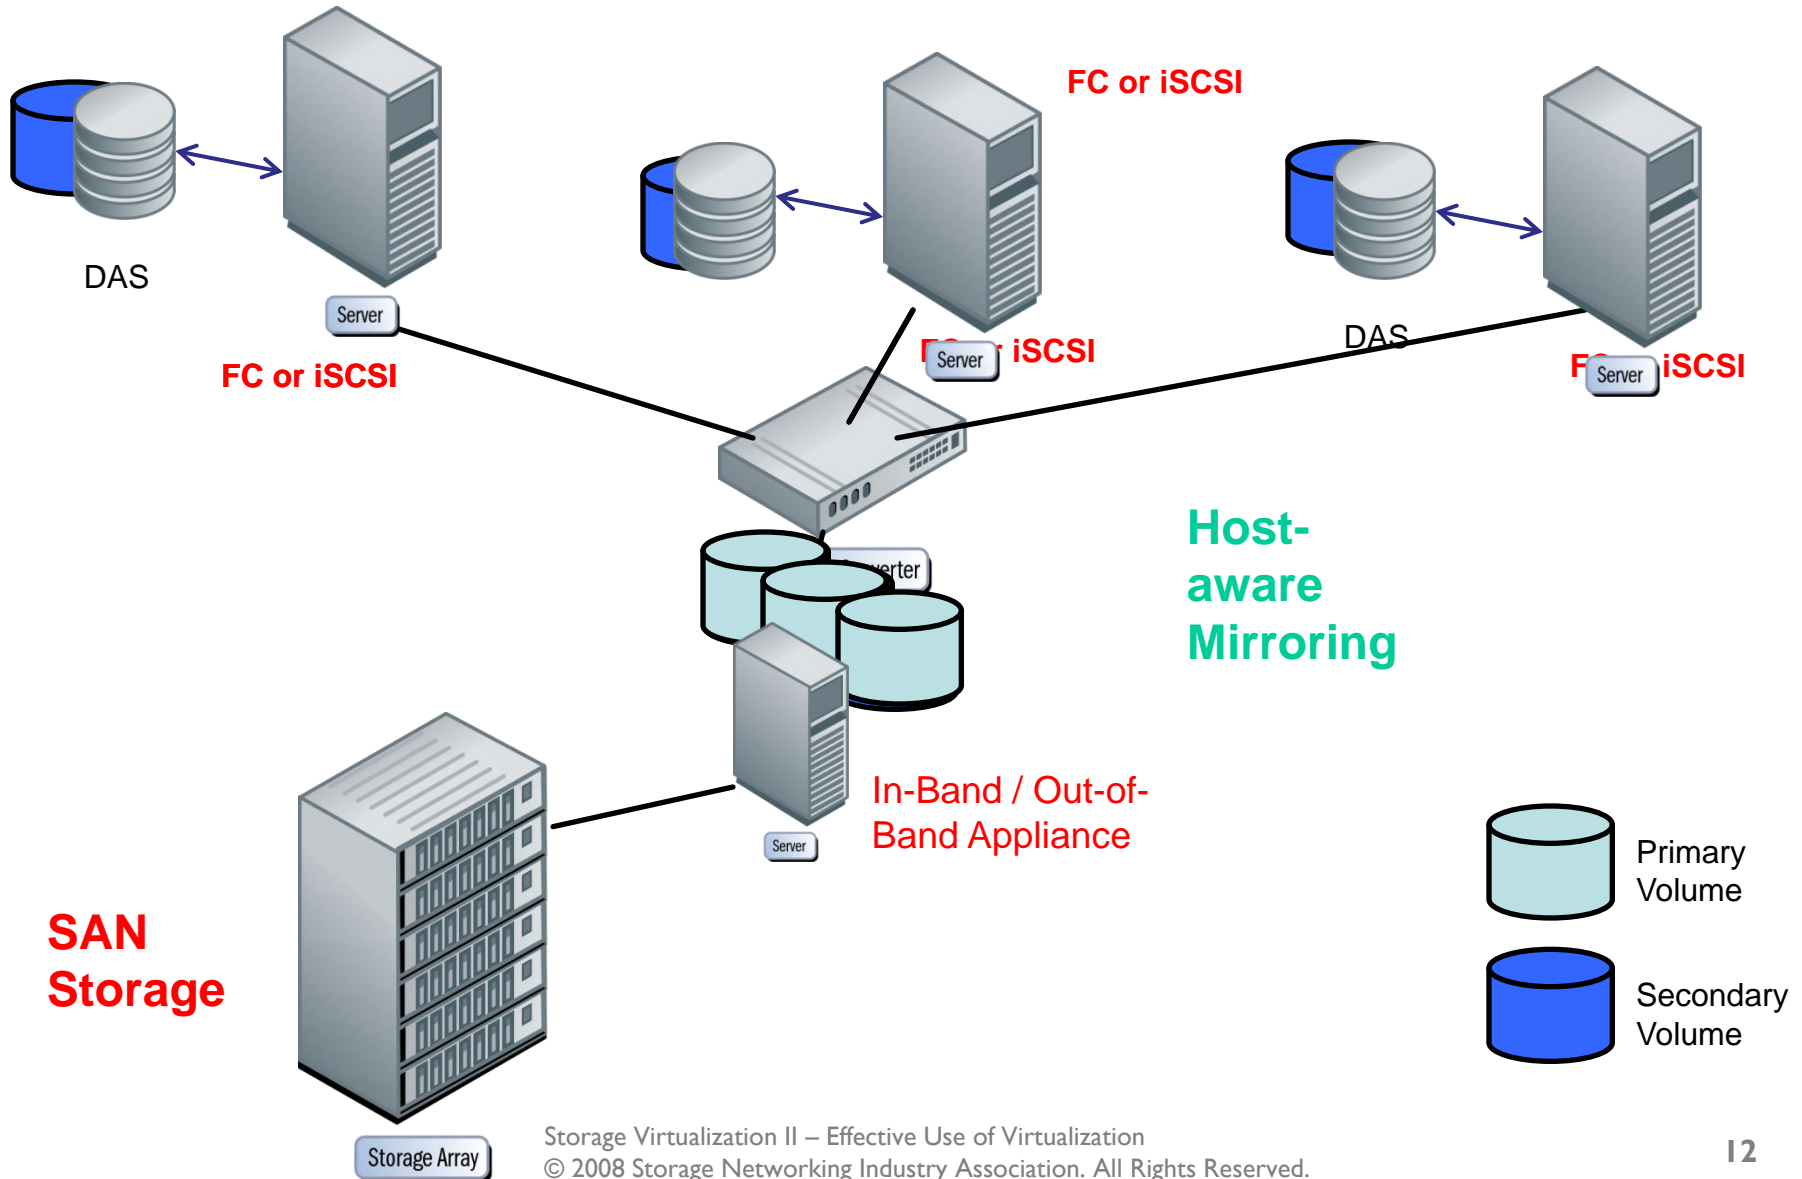 FC or iSCSI
DAS
Server
FC or iSCSI
iSCSI
Server
DAS
iSCSI
Server
Host-
aware
Mirroring
In-Band / Out-of-
Band Appliance
Server
SAN
Storage
Primary
Volume
Secondary
Volume
Storage Array
Storage Virtualization II – Effective Use of Virtualization
© 2008 Storage Networking Industry Association. All Rights Reserved.
12